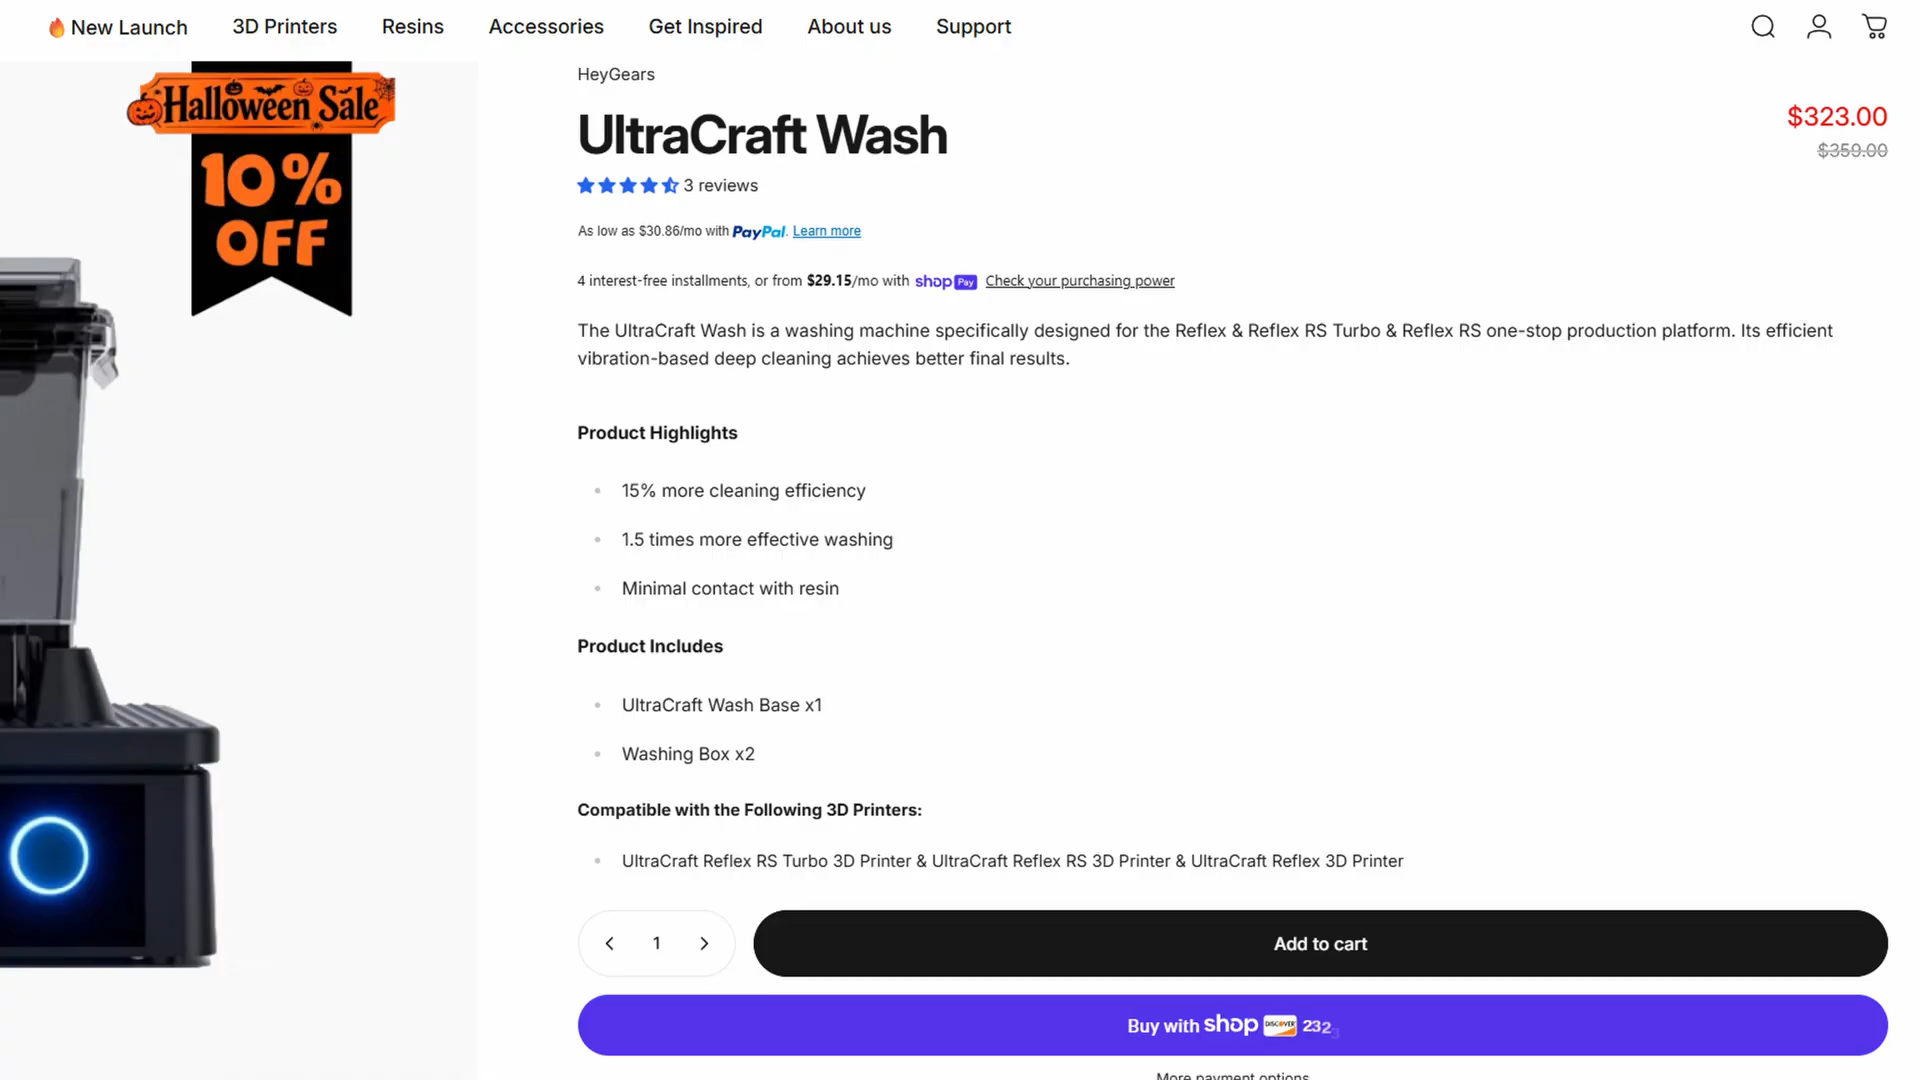 New Launch
3D Printers
Resins
Accessories
Get Inspired
About us
Support
Halloween Sale
10%
OFF
HeyGears
UltraCraft Wash
$323.00
$359.00
3 reviews
As low as $30.86/mo with PayPal. Learn more
4 interest-free installments, or from $29.15/mo with shop Pay Check your purchasing power
The UltraCraft Wash is a washing machine specifically designed for the Reflex & Reflex RS Turbo & Reflex RS one-stop production platform. Its efficient
vibration-based deep cleaning achieves better final results.
Product Highlights
15% more cleaning efficiency
1.5 times more effective washing
Minimal contact with resin
Product Includes
UltraCraft Wash Base x1
Washing Box x2
Compatible with the Following 3D Printers:
UltraCraft Reflex RS Turbo 3D Printer & UltraCraft Reflex RS 3D Printer & UltraCraft Reflex 3D Printer
1
Add to cart
Buy with shop DISCOVER 2323
More payment options